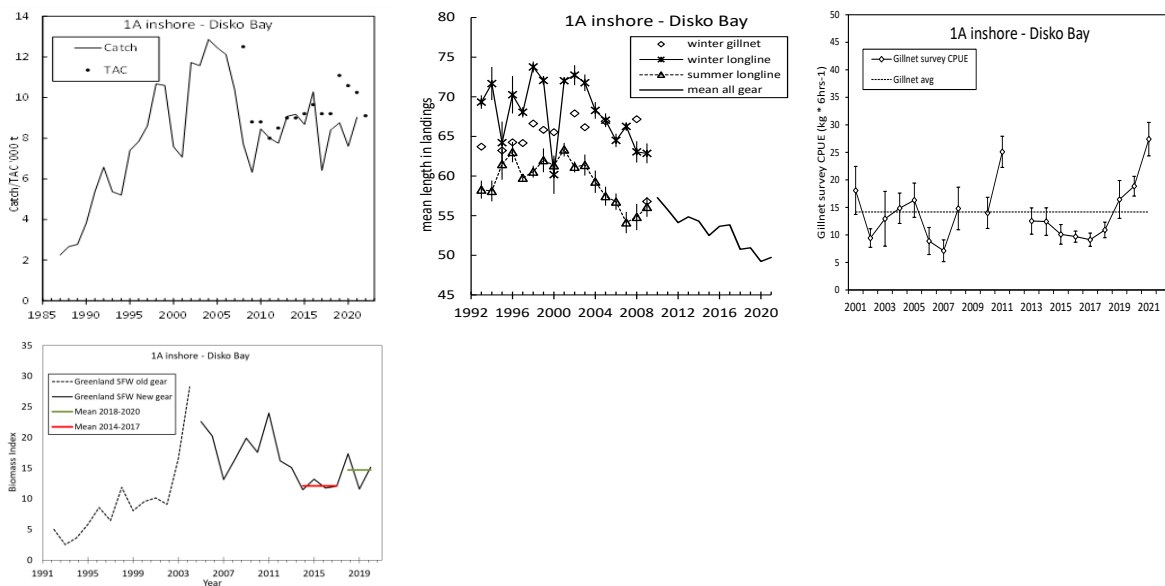 1A inshore - Disko Bay
Catch
TAC
Catch/TAC '000 t
14
12
10
8
6
4
2
0
1985 1990 1995 2000 2005 2010 2015 2020
1A inshore - Disko Bay
winter gillnet
winter longline
summer longline
mean all gear
mean length in landings
75
70
65
60
55
50
45
1992 1996 2000 2004 2008 2012 2016 2020
1A inshore - Disko Bay
Gillnet survey CPUE
Gillnet avg
Gillnet survey CPUE (kg * 6hrs-1)
50
45
40
35
30
25
20
15
10
5
0
2001 2003 2005 2007 2009 2011 2013 2015 2017 2019 2021
1A inshore - Disko Bay
Greenland SFW old gear
Greenland SFW New gear
Mean 2018-2020
Mean 2014-2017
Biomass Index
35
30
25
20
15
10
5
0
1991 1995 1999 2003 2007 2011 2015 2019
Year